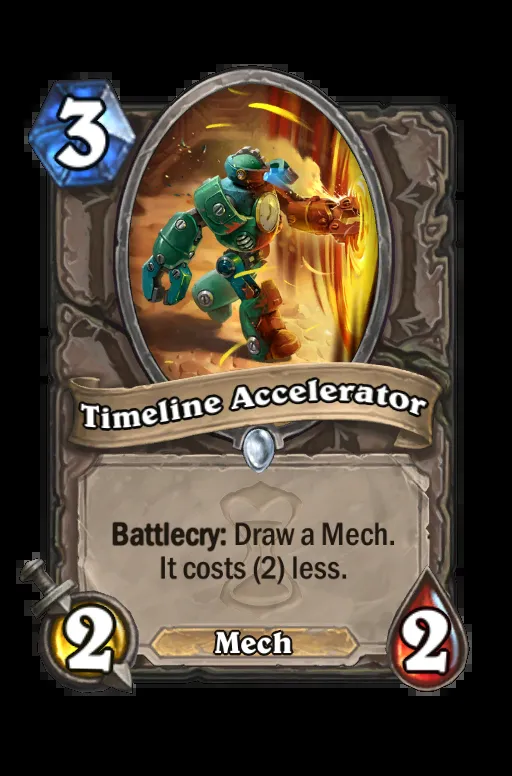 3
Timeline Accelerator
Battlecry: Draw a Mech.
It costs (2) less.
2
Mech
2